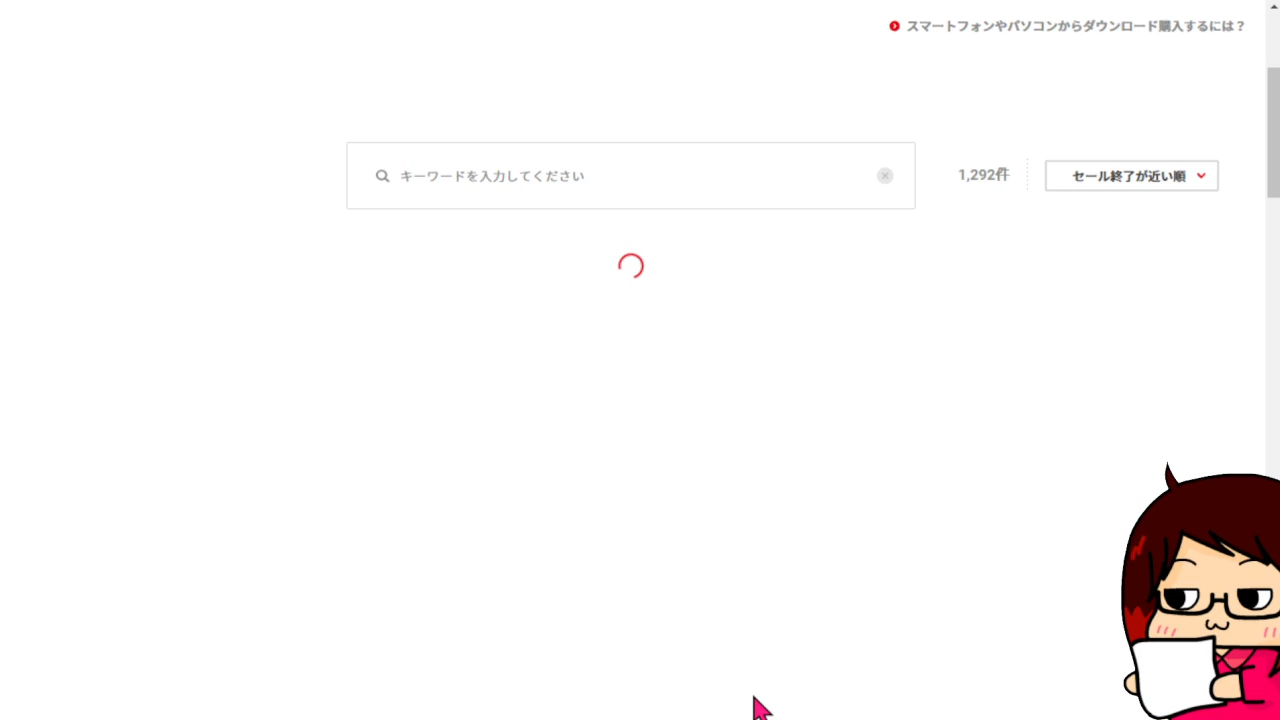 スマートフォンやパソコンからダウンロード購入するには？
キーワードを入力してください
1,292件
セール終了が近い順